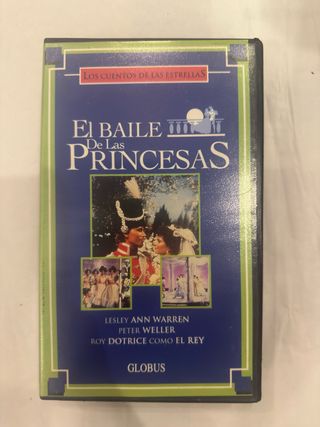 LOS CUENTOS DE LAS ESTRELLAS
El BAILE
De Las
PRINCESAS
LESLEY ANN WARREN
PETER WELLER
ROY DOTRICE COMO EL REY
GLOBUS